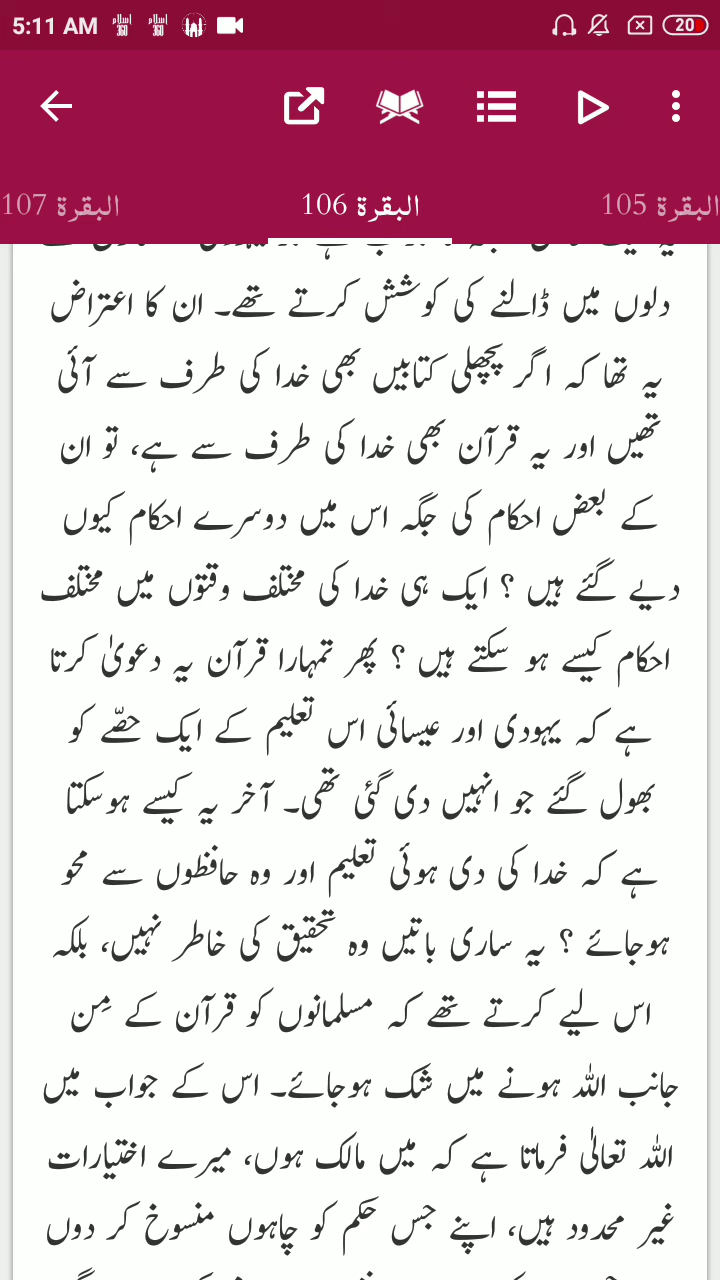 5:11 AM
20
البقرة 105
البقرة 106
البقرة 107
دلوں میں ڈالنے کی کوشش کرتے تھے۔ ان کا اعتراض
یہ تھا کہ اگر پچھلی کتابیں بھی خدا کی طرف سے آئی
تھیں اور یہ قرآن بھی خدا کی طرف سے ہے، تو ان
کے بعض احکام کی جگہ اس میں دوسرے احکام کیوں
دیے گئے ہیں ؟ ایک ہی خدا کی مختلف وقتوں میں مختلف
احکام کیسے ہو سکتے ہیں ؟ پھر تمہارا قرآن یہ دعویٰ کرتا
ہے کہ یہودی اور عیسائی اس تعلیم کے ایک حصّے کو
بھول گئے جو انہیں دی گئی تھی۔ آخر یہ کیسے ہوسکتا
ہے کہ خدا کی دی ہوئی تعلیم اور وہ حافظوں سے محو
ہوجائے ؟ یہ ساری باتیں وہ تحقیق کی خاطر نہیں، بلکہ
اس لیے کرتے تھے کہ مسلمانوں کو قرآن کے مِن
جانب اللہ ہونے میں شک ہوجائے۔ اس کے جواب میں
اللہ تعالٰی فرماتا ہے کہ میں مالک ہوں، میرے اختیارات
غیر محدود ہیں، اپنے جس حکم کو چاہوں منسوخ کر دوں